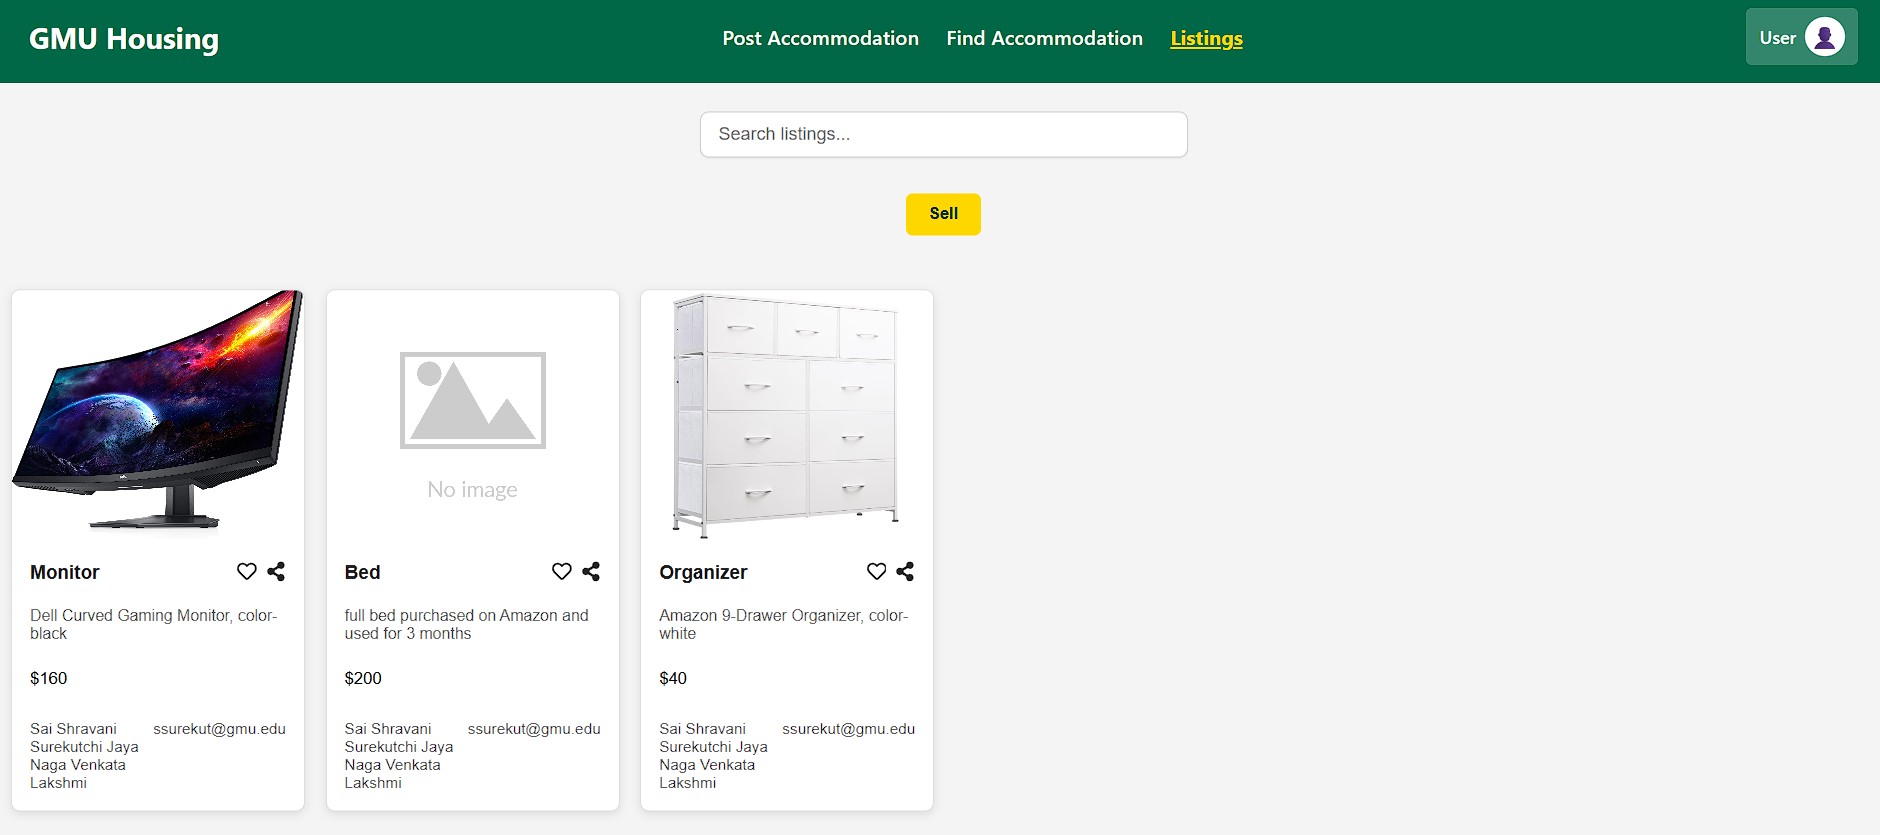 GMU Housing
Post Accommodation
Find Accommodation
Listings
User
Search listings...
Sell
No image
Monitor
Dell Curved Gaming Monitor, color-
black
$160
Sai Shravani
Surekutchi Jaya
Naga Venkata
Lakshmi
ssurekut@gmu.edu
Bed
full bed purchased on Amazon and
used for 3 months
$200
Sai Shravani
Surekutchi Jaya
Naga Venkata
Lakshmi
ssurekut@gmu.edu
Organizer
Amazon 9-Drawer Organizer, color-
white
$40
Sai Shravani
Surekutchi Jaya
Naga Venkata
Lakshmi
ssurekut@gmu.edu